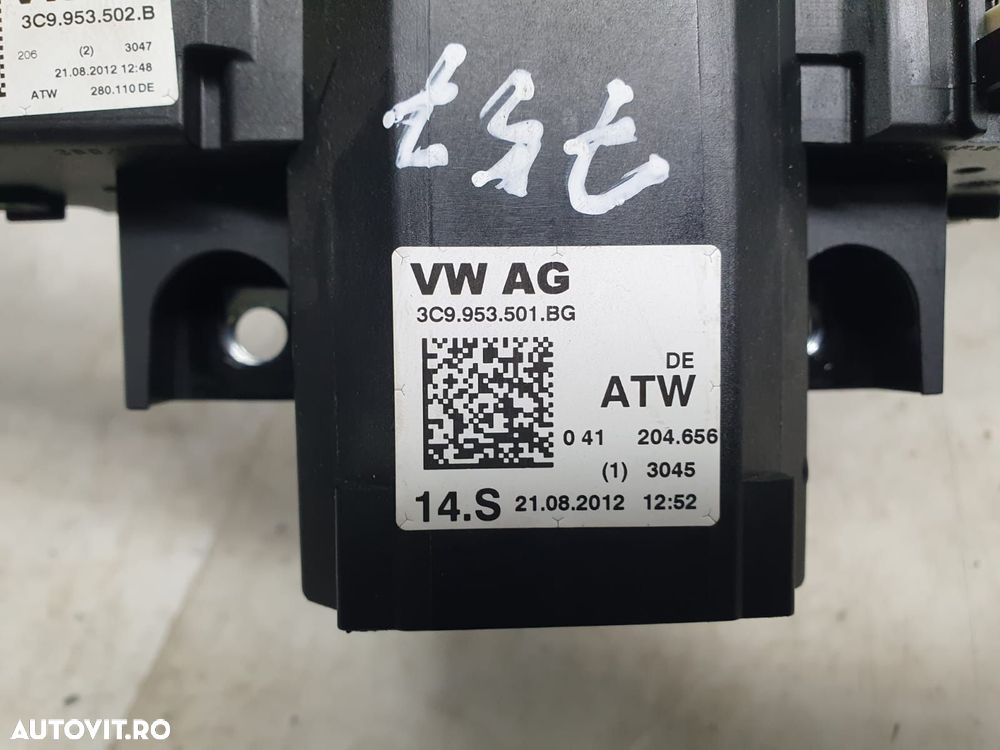 3C9.953.502.B
206 (2) 3047
21.08.2012 12:48
ATW 280.110 DE
VW AG
3C9.953.501.BG
DE
ATW
0 41 204.656
(1) 3045
14.S 21.08.2012 12:52
AUTOVIT.RO